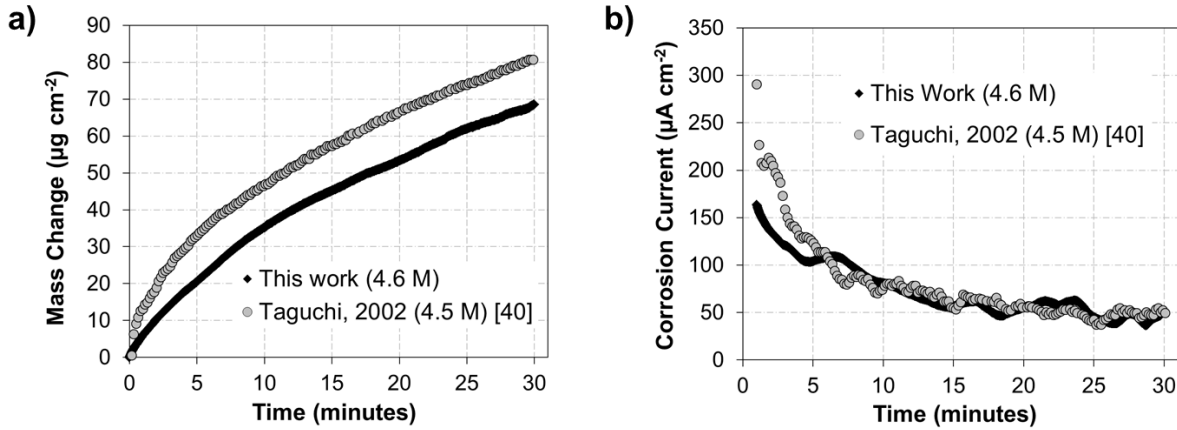 a)
Mass Change (µg cm⁻²)
90
80
70
60
50
40
30
20
10
0
This work (4.6 M)
Taguchi, 2002 (4.5 M) [40]
0 5 10 15 20 25 30
Time (minutes)
b)
Corrosion Current (µA cm⁻²)
350
300
250
200
150
100
50
0
This Work (4.6 M)
Taguchi, 2002 (4.5 M) [40]
0 5 10 15 20 25 30
Time (minutes)